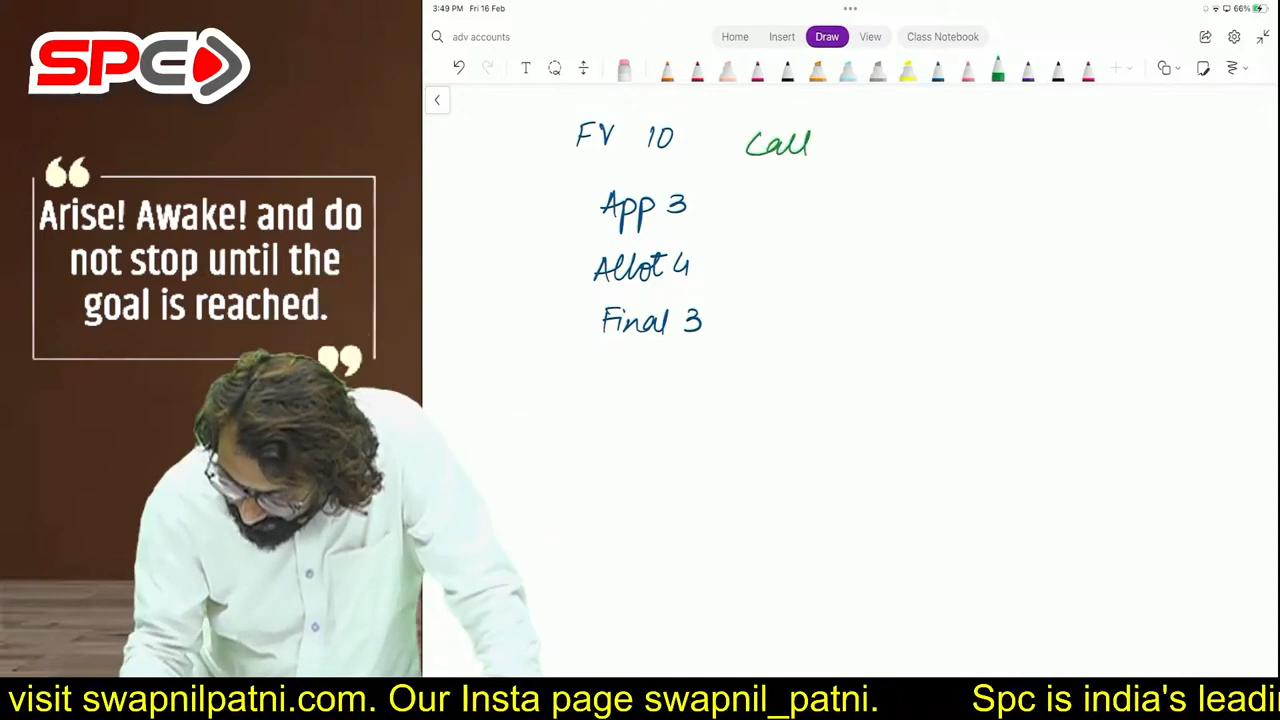 3:49 PM Fri 16 Feb
66%
adv accounts
Home Insert Draw View Class Notebook
SPC
Arise! Awake! and do
not stop until the
goal is reached.
FV 10 Call
App 3
Allot 4
Final 3
visit swapnilpatni.com. Our Insta page swapnil_patni. Spc is india's leadi